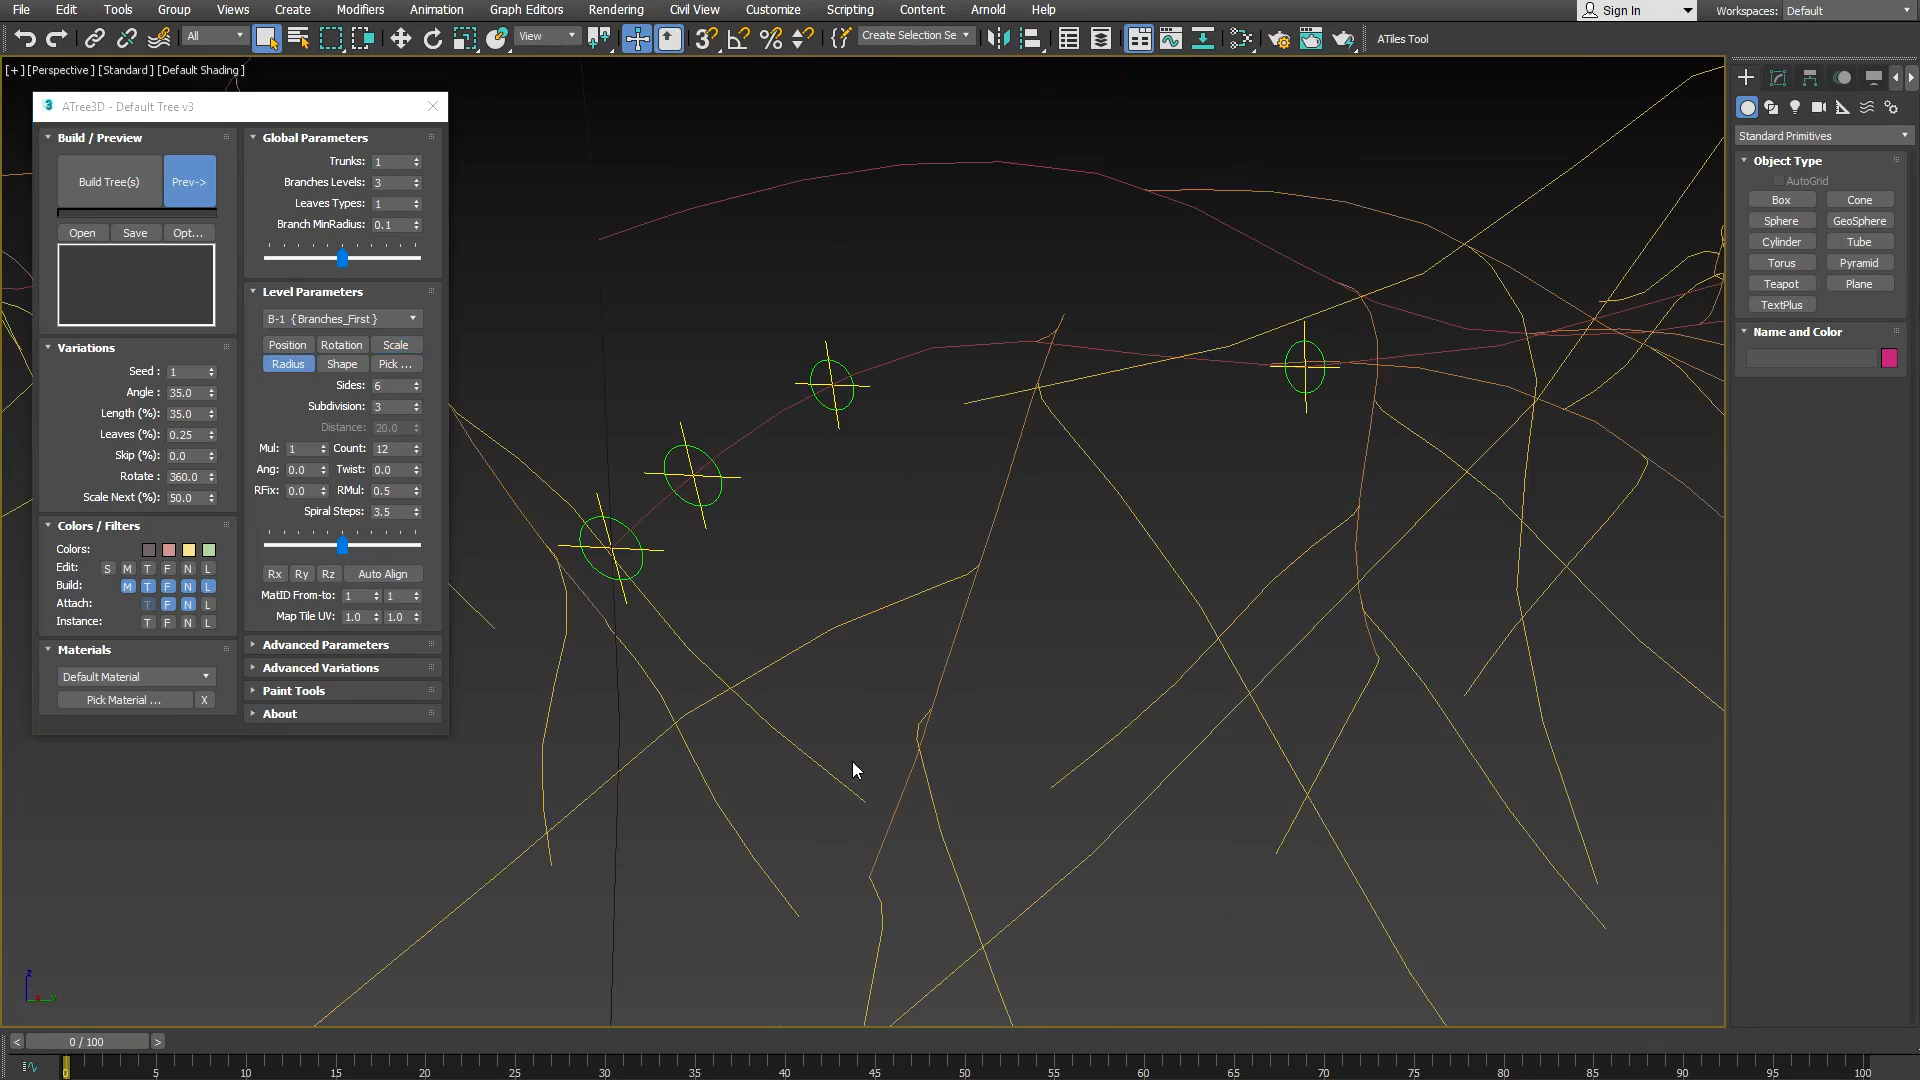 File Edit Tools Group Views Create Modifiers Animation Graph Editors Rendering Civil View Customize Scripting Content Arnold Help Sign In Workspaces: Default
All View Create Selection Se ATiles Tool
[+][Perspective][Standard][Default Shading]
3 ATree3D - Default Tree v3
Build / Preview
Build Tree(s) Prev->
Open Save Opt...
Variations
Seed : 1
Angle : 35.0
Length (%): 35.0
Leaves (%): 0.25
Skip (%): 0.0
Rotate : 360.0
Scale Next (%): 50.0
Colors / Filters
Colors:
Edit: S M T F N L
Build: M T F N L
Attach: T F N L
Instance: T F N L
Materials
Default Material
Pick Material ... X
Global Parameters
Trunks: 1
Branches Levels: 3
Leaves Types: 1
Branch MinRadius: 0.1
Level Parameters
B-1 {Branches_First}
Position Rotation Scale
Radius Shape Pick ...
Sides: 6
Subdivision: 3
Distance: 20.0
Mul: 1 Count: 12
Ang: 0.0 Twist: 0.0
RFix: 0.0 RMul: 0.5
Spiral Steps: 3.5
Rx Ry Rz Auto Align
MatID From-to: 1 1
Map Tile UV: 1.0 1.0
Advanced Parameters
Advanced Variations
Paint Tools
About
Standard Primitives
Object Type
AutoGrid
Box Cone
Sphere GeoSphere
Cylinder Tube
Torus Pyramid
Teapot Plane
TextPlus
Name and Color
z
x y
< 0 / 100 >
0 5 10 15 20 25 30 35 40 45 50 55 60 65 70 75 80 85 90 95 100